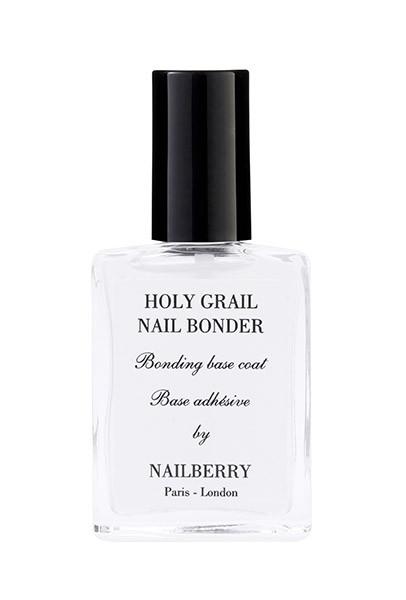 HOLY GRAIL
NAIL BONDER
Bonding base coat
Base adhésive
by
NAILBERRY
Paris - London